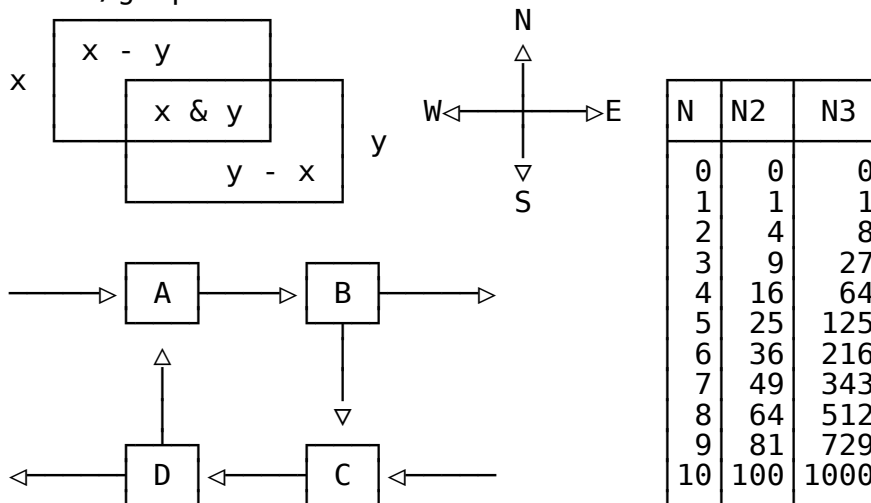 x - y
x
x & y
y
y - x
N
W E
S
A B
D C
N N2 N3
0 0 0
1 1 1
2 4 8
3 9 27
4 16 64
5 25 125
6 36 216
7 49 343
8 64 512
9 81 729
10 100 1000